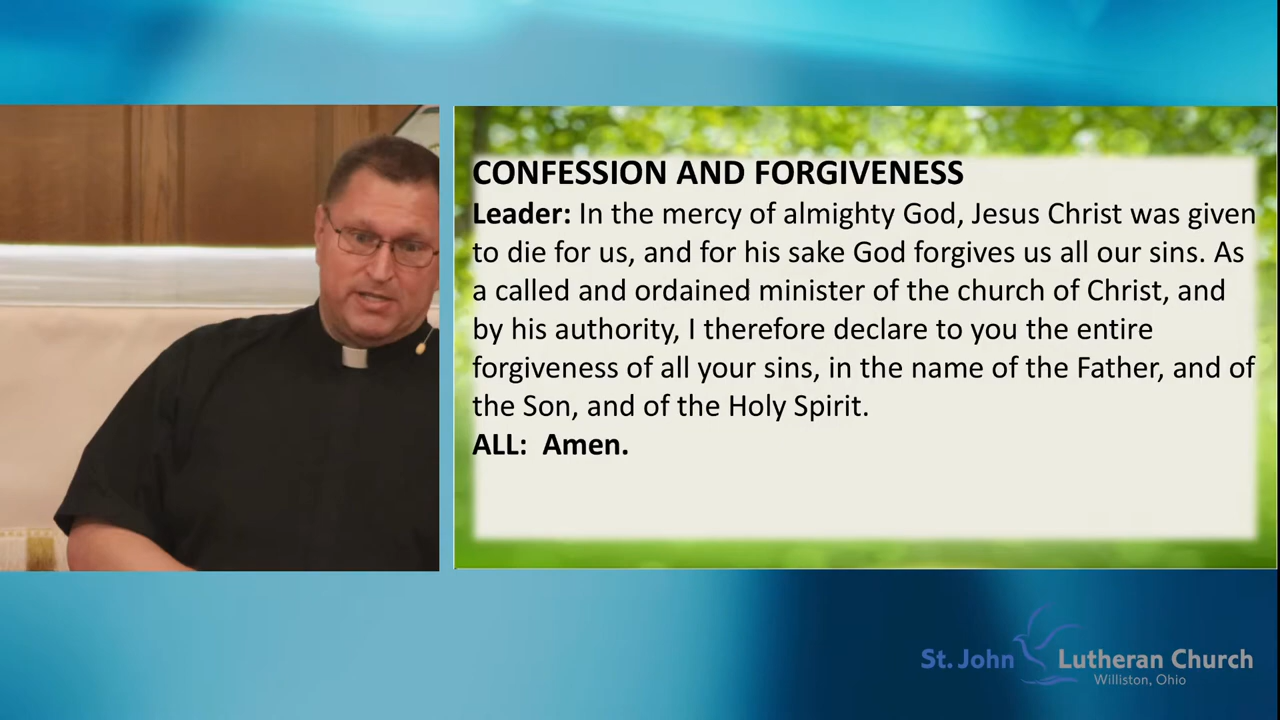 CONFESSION AND FORGIVENESS
Leader: In the mercy of almighty God, Jesus Christ was given
to die for us, and for his sake God forgives us all our sins. As
a called and ordained minister of the church of Christ, and
by his authority, I therefore declare to you the entire
forgiveness of all your sins, in the name of the Father, and of
the Son, and of the Holy Spirit.
ALL:  Amen.
St. John Lutheran Church
Williston, Ohio